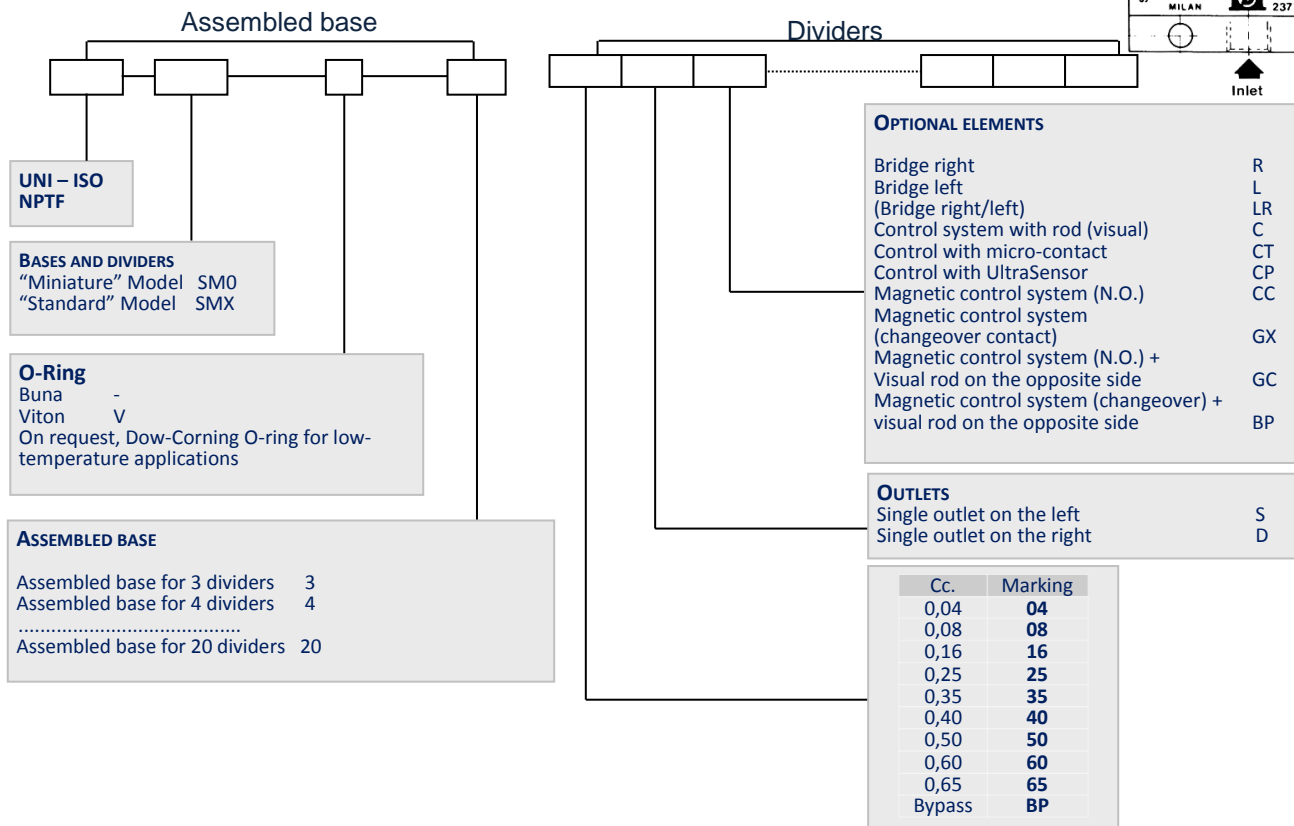 Assembled base
Dividers
MILAN
237
Inlet
UNI – ISO
NPTF
BASES AND DIVIDERS
“Miniature” Model SM0
“Standard” Model SMX
O-Ring
Buna -
Viton V
On request, Dow-Corning O-ring for low-
temperature applications
ASSEMBLED BASE
Assembled base for 3 dividers 3
Assembled base for 4 dividers 4
.........................................
Assembled base for 20 dividers 20
OPTIONAL ELEMENTS
Bridge right R
Bridge left L
(Bridge right/left) LR
Control system with rod (visual) C
Control with micro-contact CT
Control with UltraSensor CP
Magnetic control system (N.O.) CC
Magnetic control system
(changeover contact) GX
Magnetic control system (N.O.) +
Visual rod on the opposite side GC
Magnetic control system (changeover) +
visual rod on the opposite side BP
OUTLETS
Single outlet on the left S
Single outlet on the right D
Cc. Marking
0,04 04
0,08 08
0,16 16
0,25 25
0,35 35
0,40 40
0,50 50
0,60 60
0,65 65
Bypass BP